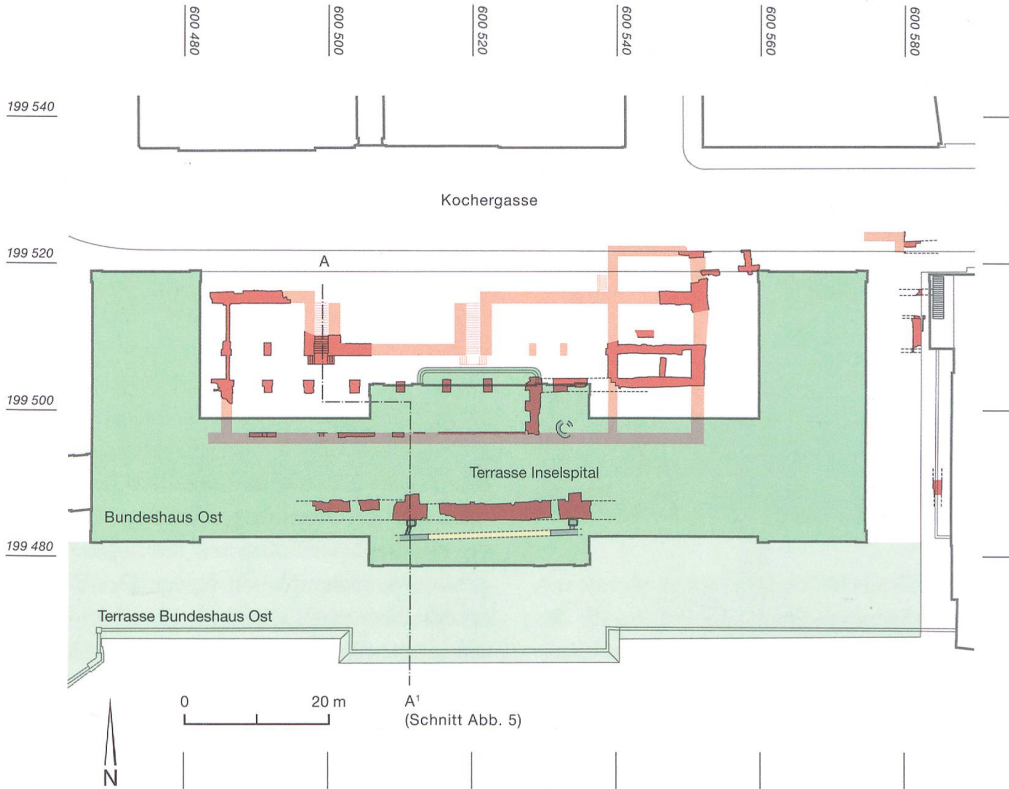 600 480
600 500
600 520
600 540
600 560
600 580
199 540
Kochergasse
199 520
A
199 500
Terrasse Inselspital
Bundeshaus Ost
199 480
Terrasse Bundeshaus Ost
0 20 m
A¹
(Schnitt Abb. 5)
N